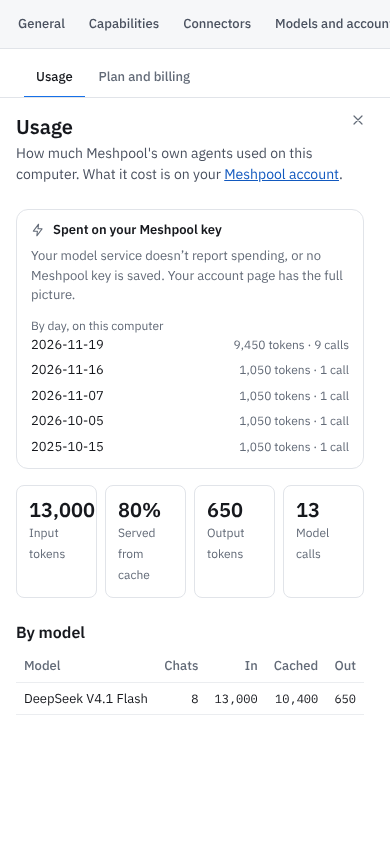 General Capabilities Connectors Models and accoun
Usage Plan and billing
Usage
How much Meshpool's own agents used on this
computer. What it cost is on your Meshpool account.
Spent on your Meshpool key
Your model service doesn’t report spending, or no
Meshpool key is saved. Your account page has the full
picture.
By day, on this computer
2026-11-19 9,450 tokens · 9 calls
2026-11-16 1,050 tokens · 1 call
2026-11-07 1,050 tokens · 1 call
2026-10-05 1,050 tokens · 1 call
2025-10-15 1,050 tokens · 1 call
13,000 80% 650 13
Input Served Output Model
tokens from tokens calls
cache
By model
Model Chats In Cached Out
DeepSeek V4.1 Flash 8 13,000 10,400 650